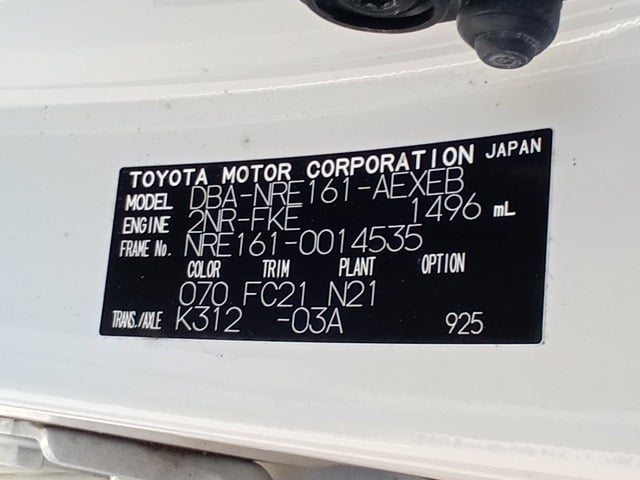 TOYOTA MOTOR CORPORATION JAPAN
MODEL DBA-NRE161-AEXEB
ENGINE 2NR-FKE 1496 mL
FRAME No. NRE161-0014535
COLOR TRIM PLANT OPTION
070 FC21 N21
TRANS./AXLE K312 -03A 925